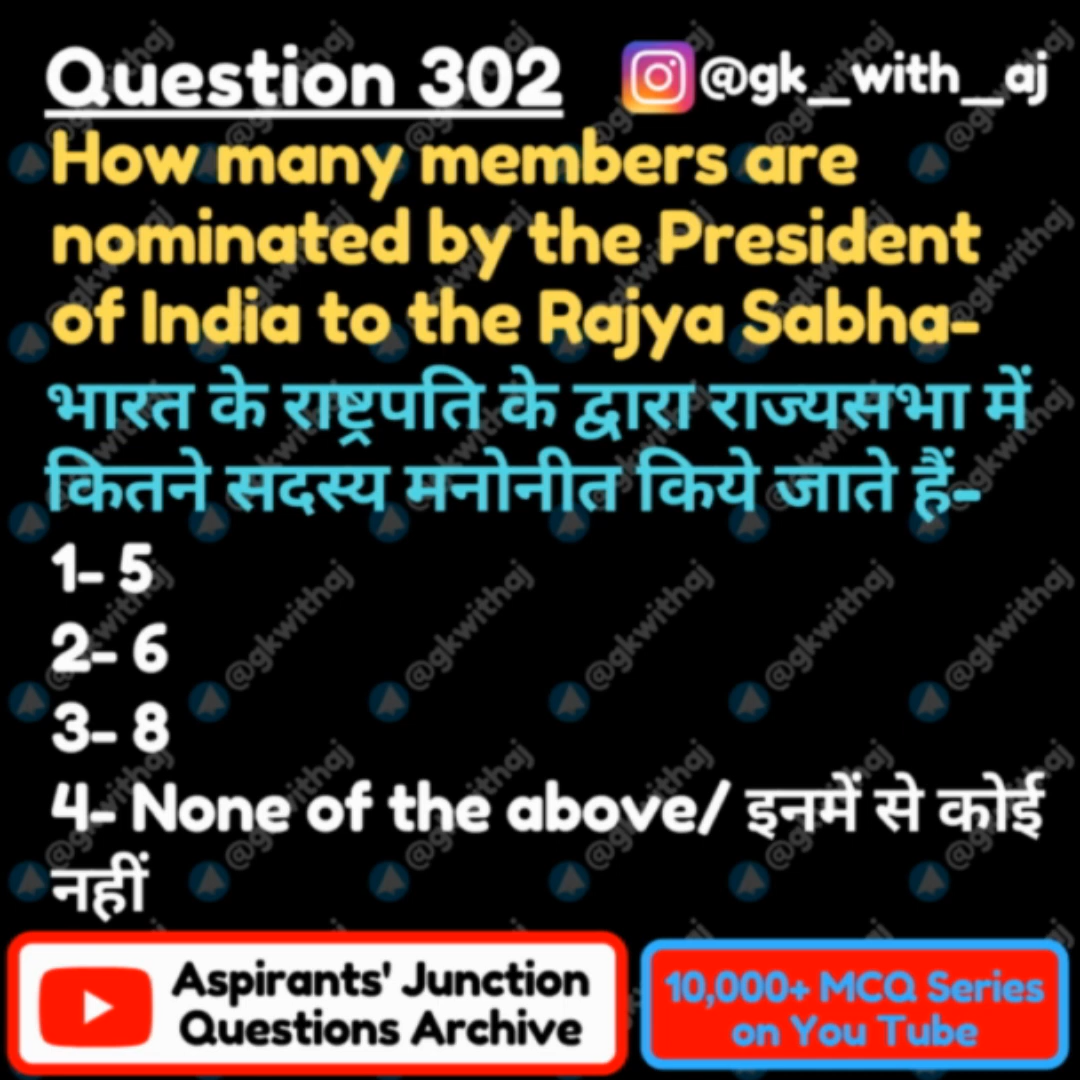 Question 302
@gk_with_aj
How many members are
nominated by the President
of India to the Rajya Sabha-
भारत के राष्ट्रपति के द्वारा राज्यसभा में
कितने सदस्य मनोनीत किये जाते हैं-
1- 5
2- 6
3- 8
4- None of the above/ इनमें से कोई
नहीं
Aspirants' Junction
Questions Archive
10,000+ MCQ Series
on You Tube
@gkwithaj